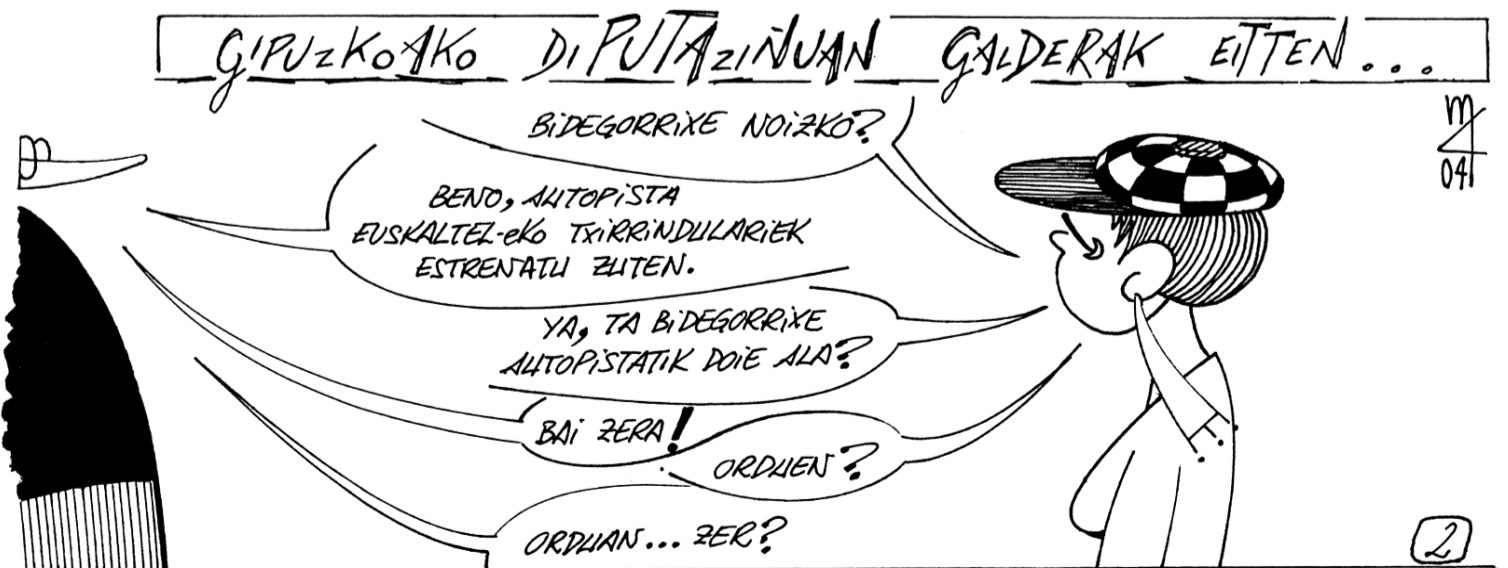 GIPUZKOAKO DIPUTAZIÑUAN GALDERAK EITTEN...
M
04
BIDEGORRIXE NOIZKO?
BENO, AUTOPISTA
EUSKALTEL-eKO TXIRRINDULARIEK
ESTRENATU ZUTEN.
YA, TA BIDEGORRIXE
AUTOPISTATIK DOIE ALA?
BAI ZERA!
ORDUEN?
ORDUAN... ZER?
2